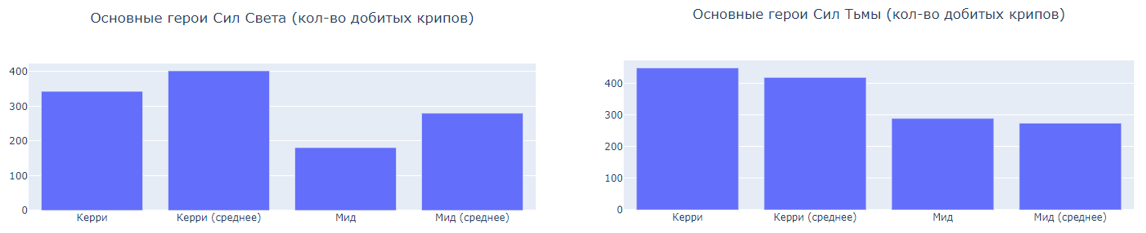 Основные герои Сил Света (кол-во добитых крипов)
400
300
200
100
0
Керри
Керри (среднее)
Мид
Мид (среднее)
Основные герои Сил Тьмы (кол-во добитых крипов)
400
300
200
100
0
Керри
Керри (среднее)
Мид
Мид (среднее)